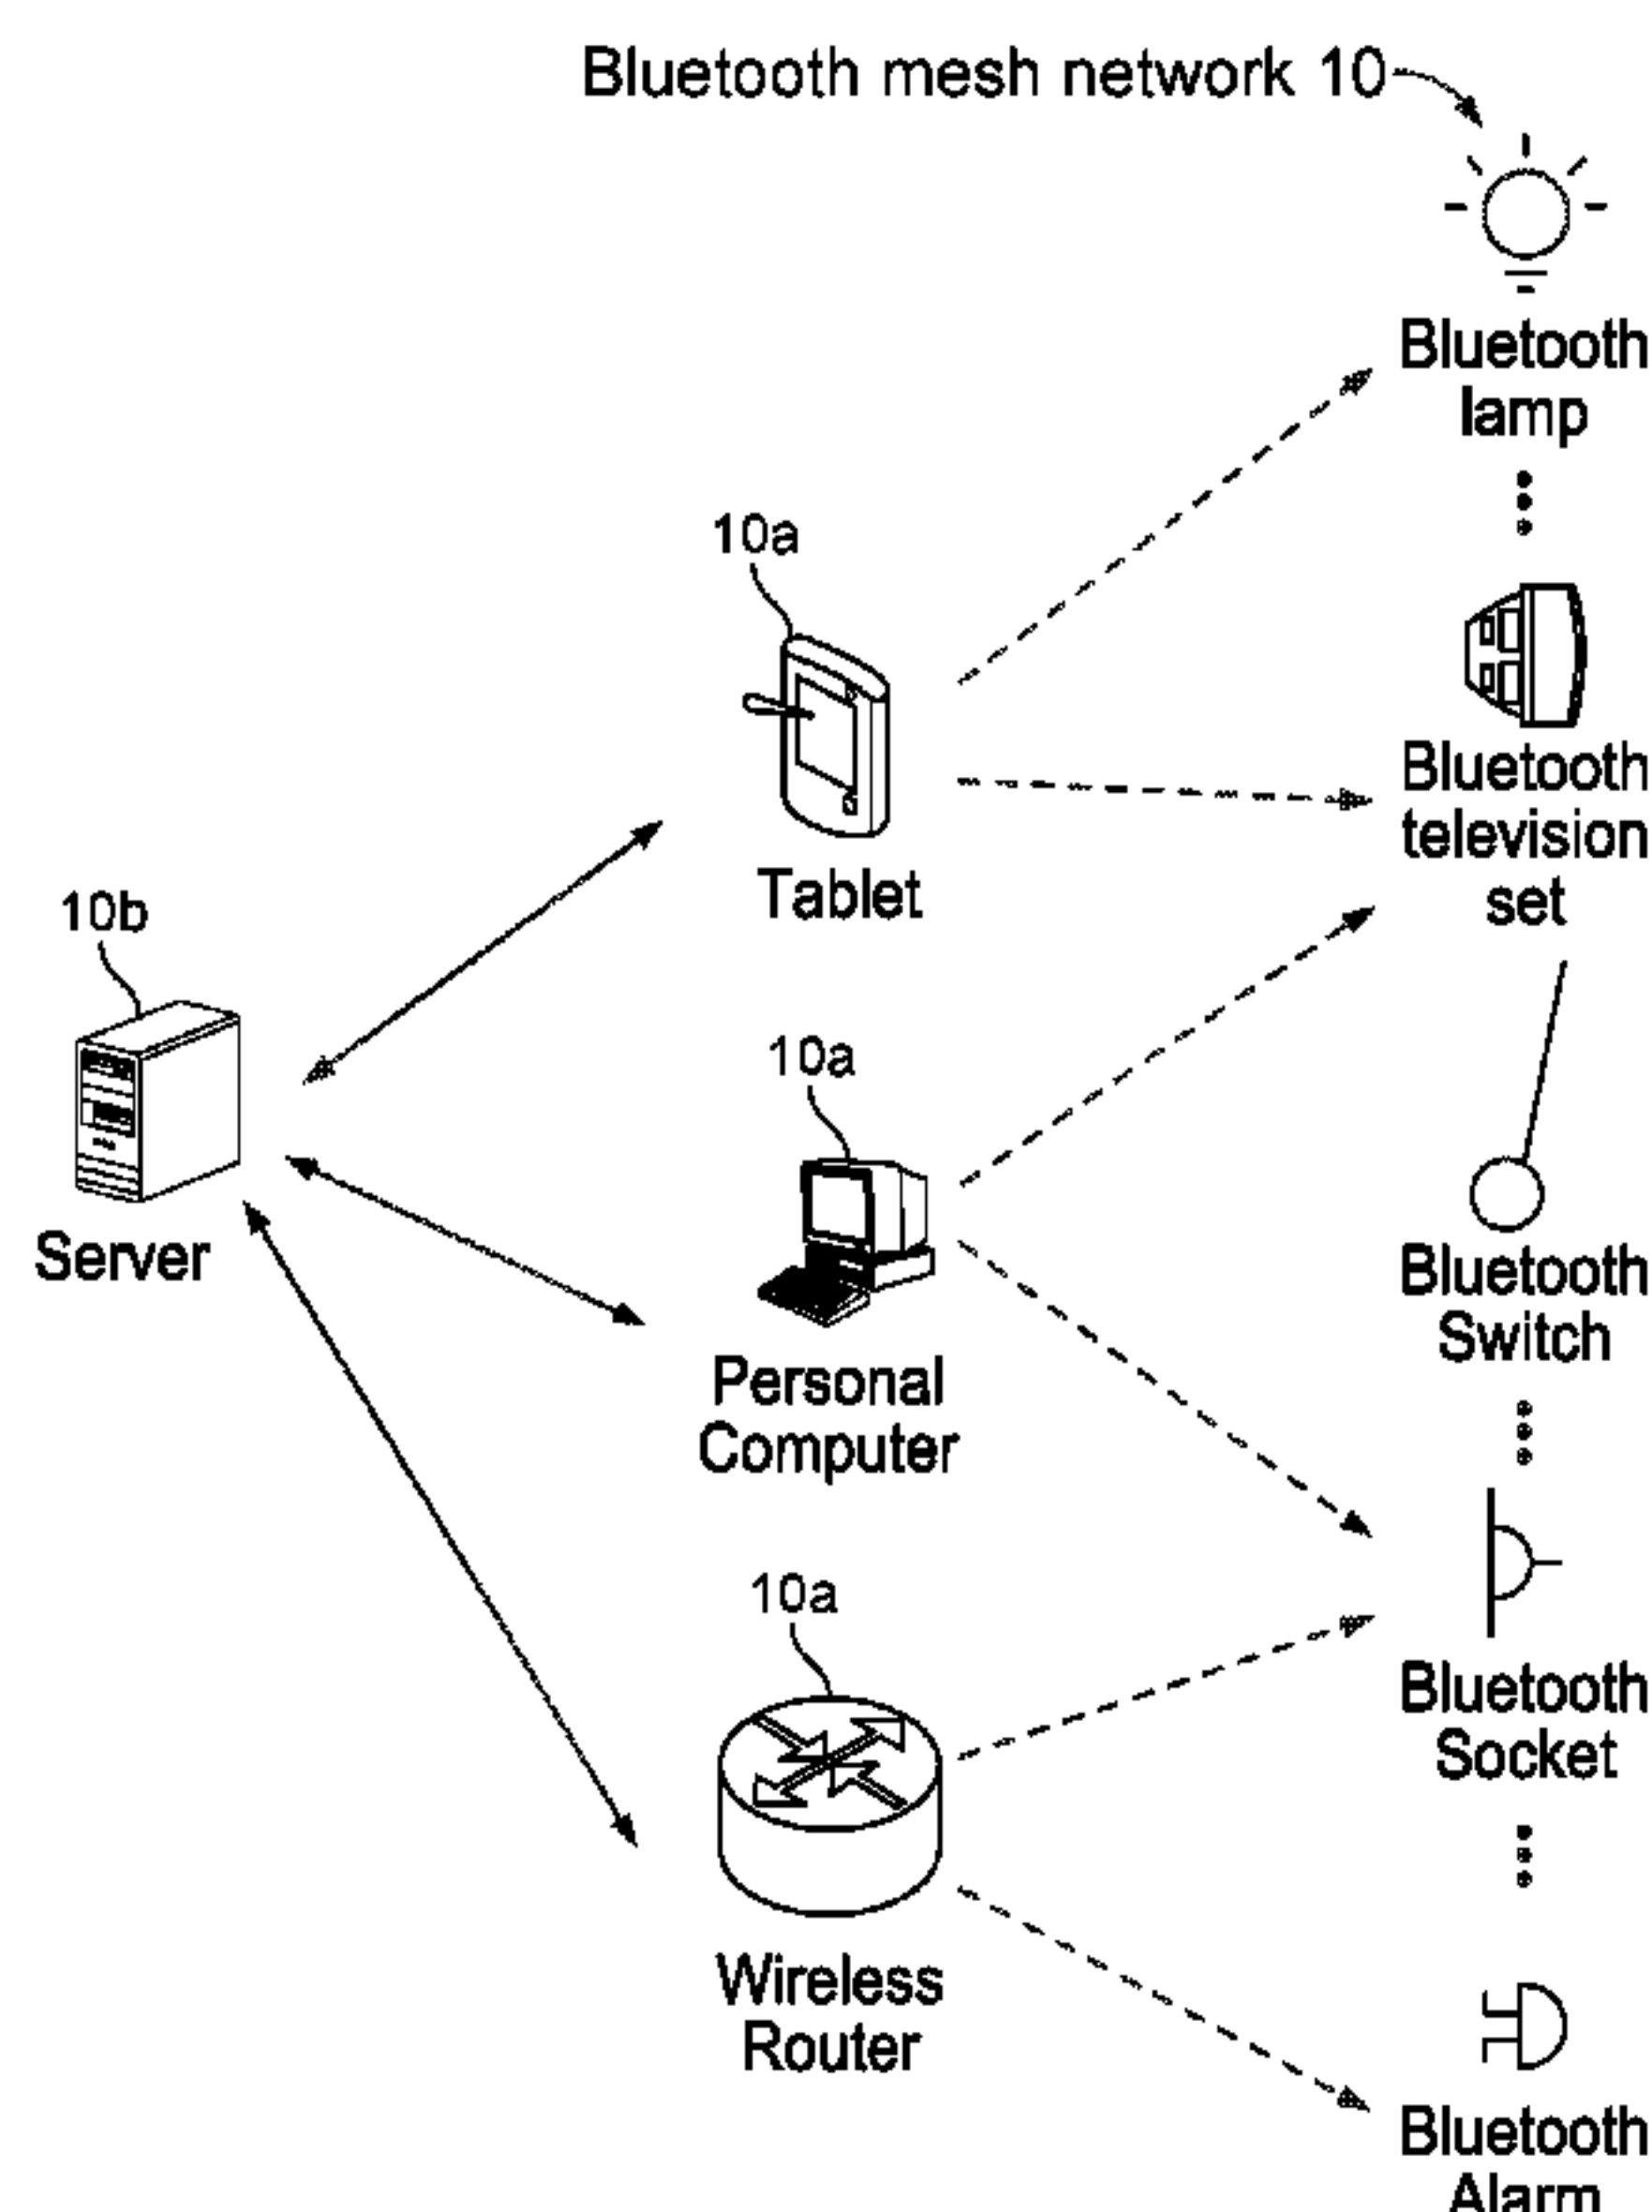 Bluetooth mesh network 10
Bluetooth
lamp
10a
Tablet
Bluetooth
television
set
10b
Server
10a
Personal
Computer
Bluetooth
Switch
10a
Wireless
Router
Bluetooth
Socket
Bluetooth
Alarm